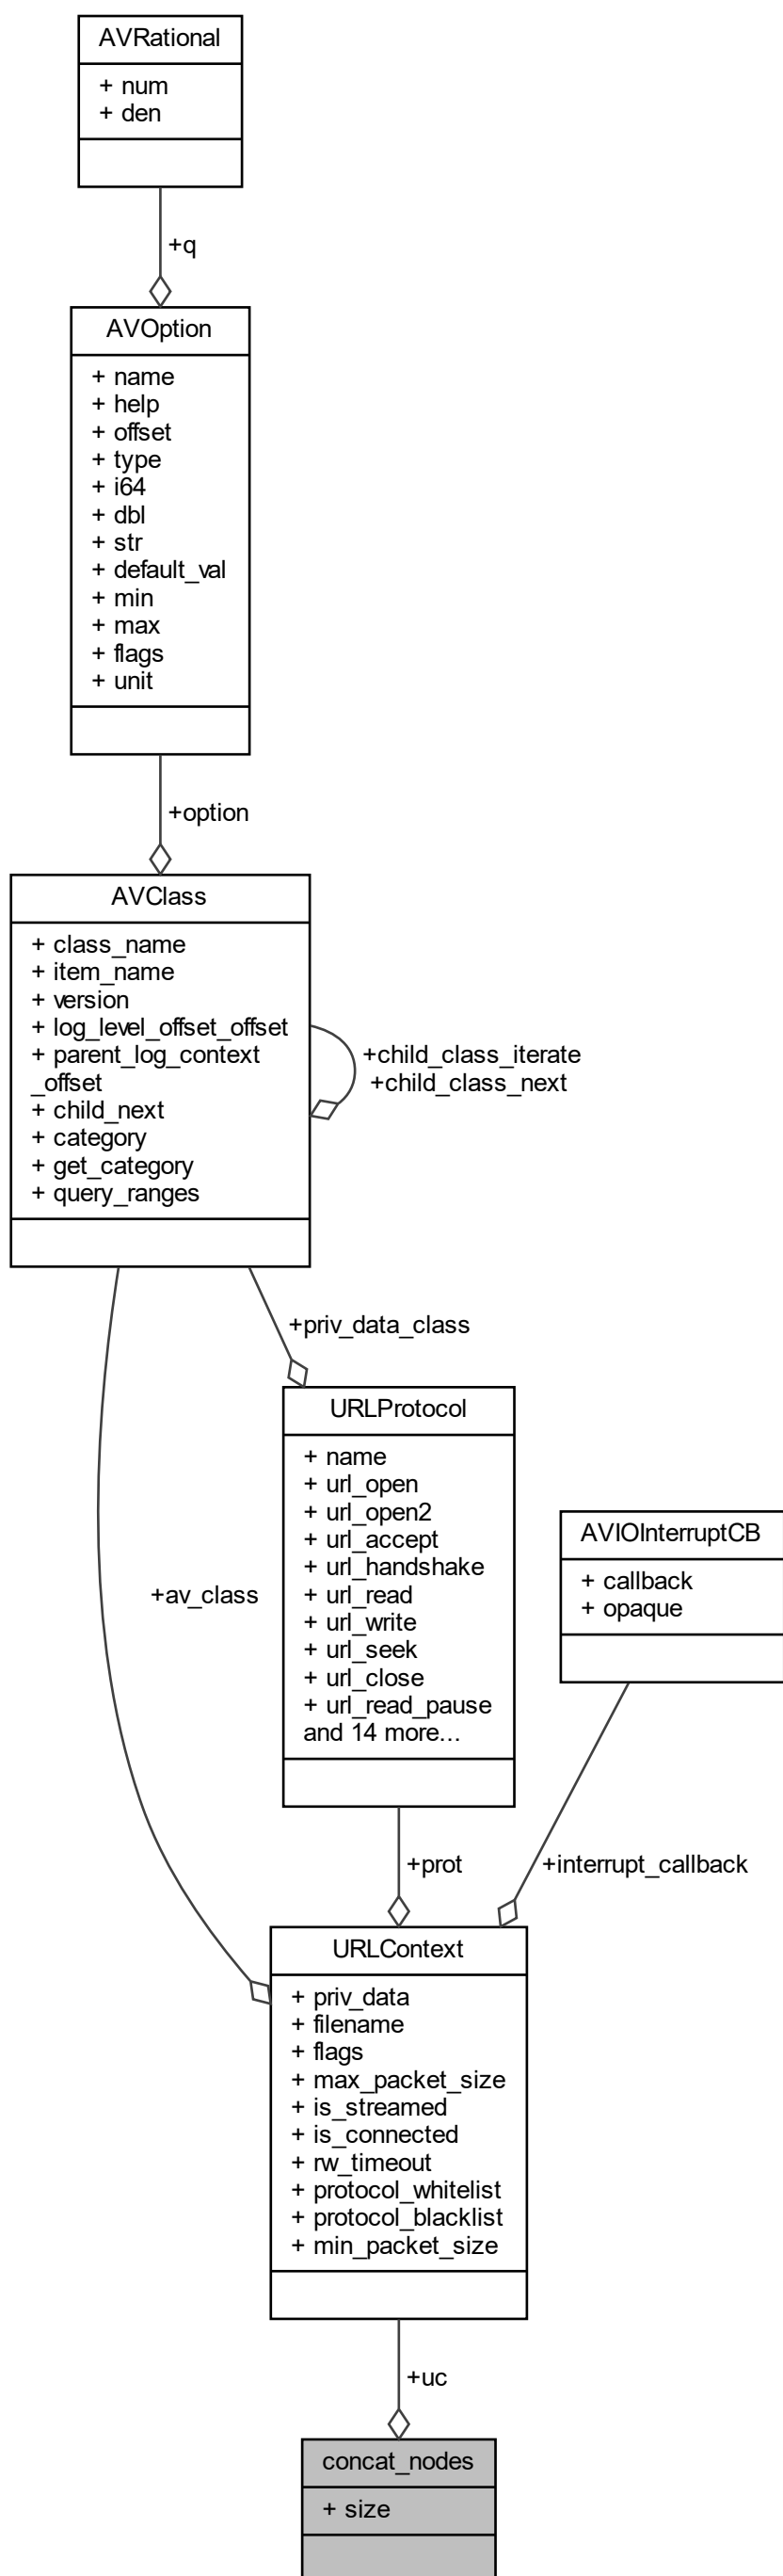 AVRational
+ num
+ den
+q
AVOption
+ name
+ help
+ offset
+ type
+ i64
+ dbl
+ str
+ default_val
+ min
+ max
+ flags
+ unit
+option
AVClass
+ class_name
+ item_name
+ version
+ log_level_offset_offset
+ parent_log_context
_offset
+ child_next
+ category
+ get_category
+ query_ranges
+child_class_iterate
+child_class_next
+priv_data_class
URLProtocol
+ name
+ url_open
+ url_open2
+ url_accept
+ url_handshake
+ url_read
+ url_write
+ url_seek
+ url_close
+ url_read_pause
and 14 more...
+av_class
AVIOInterruptCB
+ callback
+ opaque
+prot
+interrupt_callback
URLContext
+ priv_data
+ filename
+ flags
+ max_packet_size
+ is_streamed
+ is_connected
+ rw_timeout
+ protocol_whitelist
+ protocol_blacklist
+ min_packet_size
+uc
concat_nodes
+ size